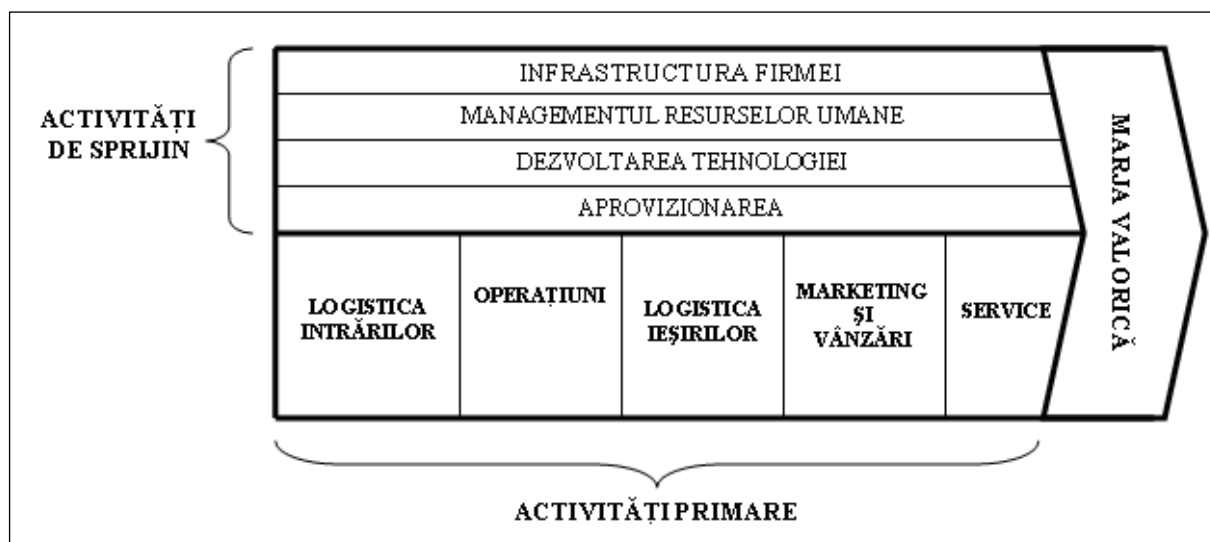 INFRASTRUCTURA FIRMEI
MANAGEMENTUL RESURSELOR UMANE
DEZVOLTAREA TEHNOLOGIEI
APROVIZIONAREA
ACTIVITĂȚI
DE SPRIJIN
LOGISTICA
INTRĂRILOR
OPERAȚIUNI
LOGISTICA
IEȘIRILOR
MARKETING
ȘI
VÂNZĂRI
SERVICE
MARJA VALORICĂ
ACTIVITĂȚI PRIMARE